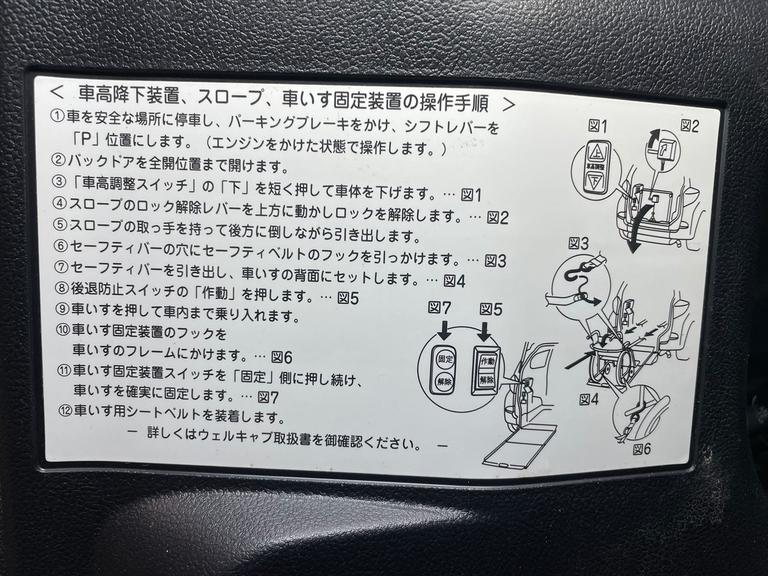 ＜ 車高降下装置、スロープ、車いす固定装置の操作手順 ＞
①車を安全な場所に停車し、パーキングブレーキをかけ、シフトレバーを
「P」位置にします。（エンジンをかけた状態で操作します。）
②バックドアを全開位置まで開けます。
③「車高調整スイッチ」の「下」を短く押して車体を下げます。… 図1
④スロープのロック解除レバーを上方に動かしロックを解除します。… 図2
⑤スロープの取っ手を持って後方に倒しながら引き出します。
⑥セーフティバーの穴にセーフティベルトのフックを引っかけます。… 図3
⑦セーフティバーを引き出し、車いすの背面にセットします。… 図4
⑧後退防止スイッチの「作動」を押します。… 図5
⑨車いすを押して車内まで乗り入れます。
⑩車いす固定装置のフックを
車いすのフレームにかけます。… 図6
⑪車いす固定装置スイッチを「固定」側に押し続け、
車いすを確実に固定します。… 図7
⑫車いす用シートベルトを装着します。
― 詳しくはウェルキャブ取扱書を御確認ください。 ―
図1
図2
上
車高調整
下
図3
図7
図5
固定
解除
作動
解除
図4
図6